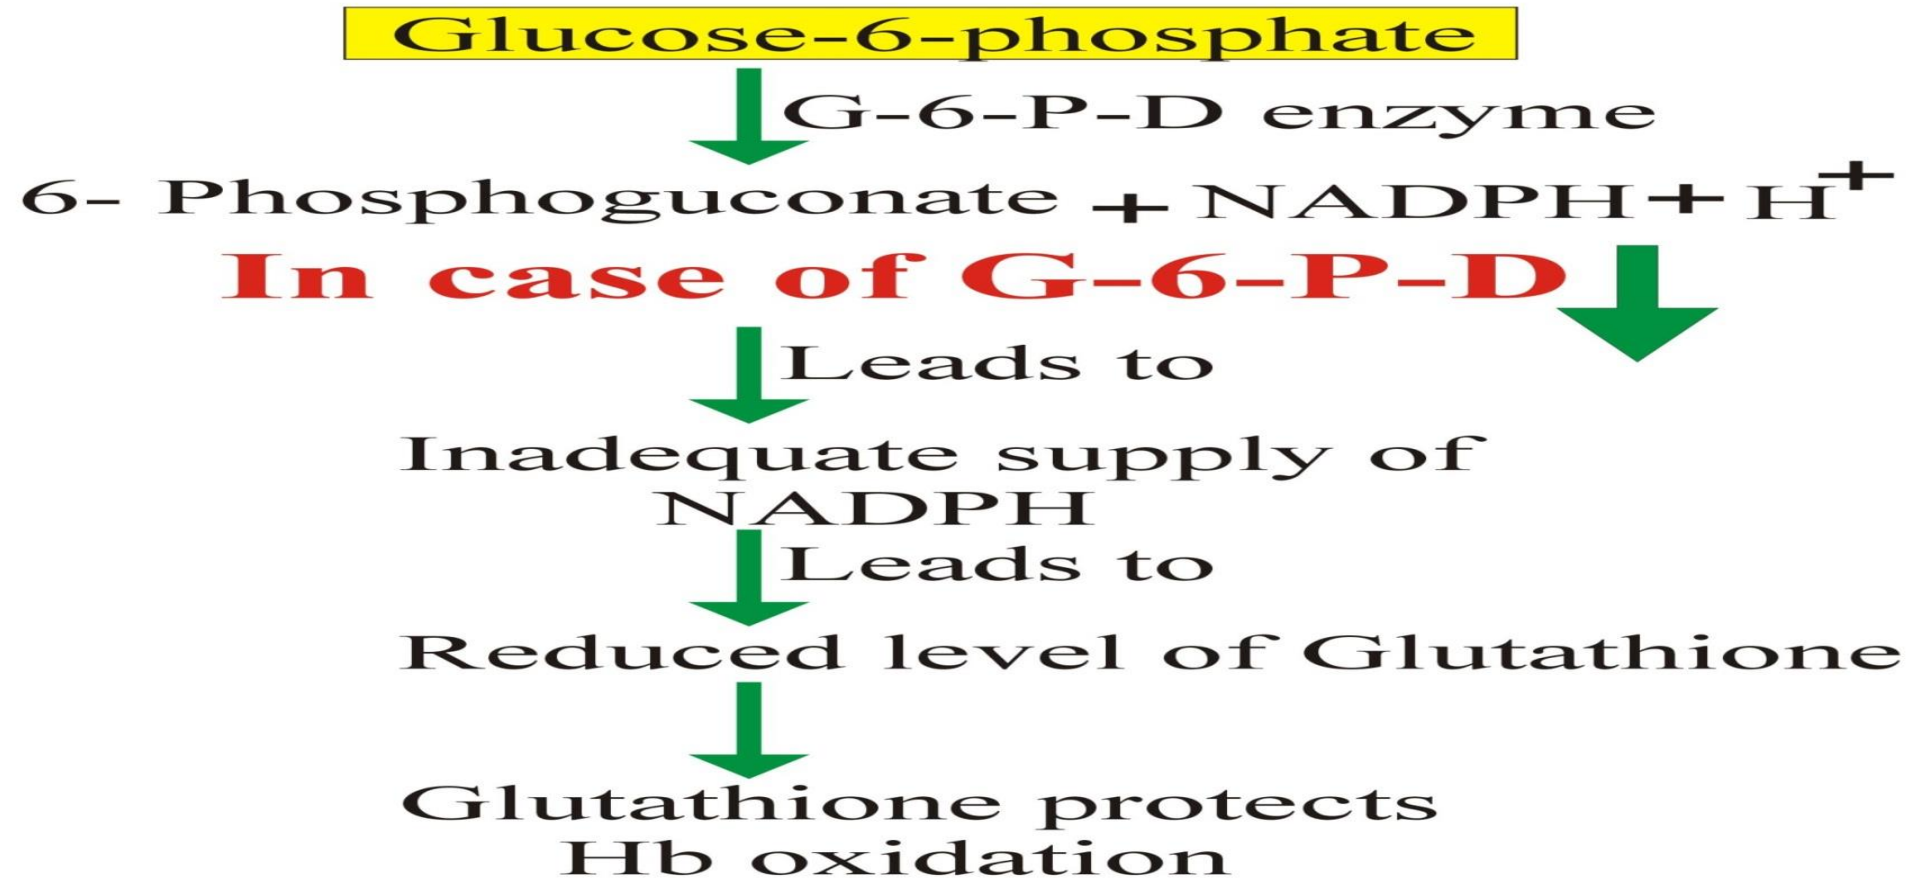 Glucose-6-phosphate
G-6-P-D enzyme
6- Phosphoguconate + NADPH + H+
In case of G-6-P-D
Leads to
Inadequate supply of
NADPH
Leads to
Reduced level of Glutathione
Glutathione protects
Hb oxidation